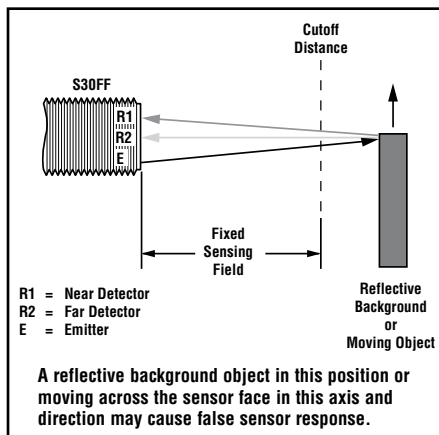 Cutoff
Distance
S30FF
R1
R2
E
Fixed
Sensing
Field
R1 = Near Detector
R2 = Far Detector
E = Emitter
Reflective
Background
or
Moving Object
A reflective background object in this position or
moving across the sensor face in this axis and
direction may cause false sensor response.